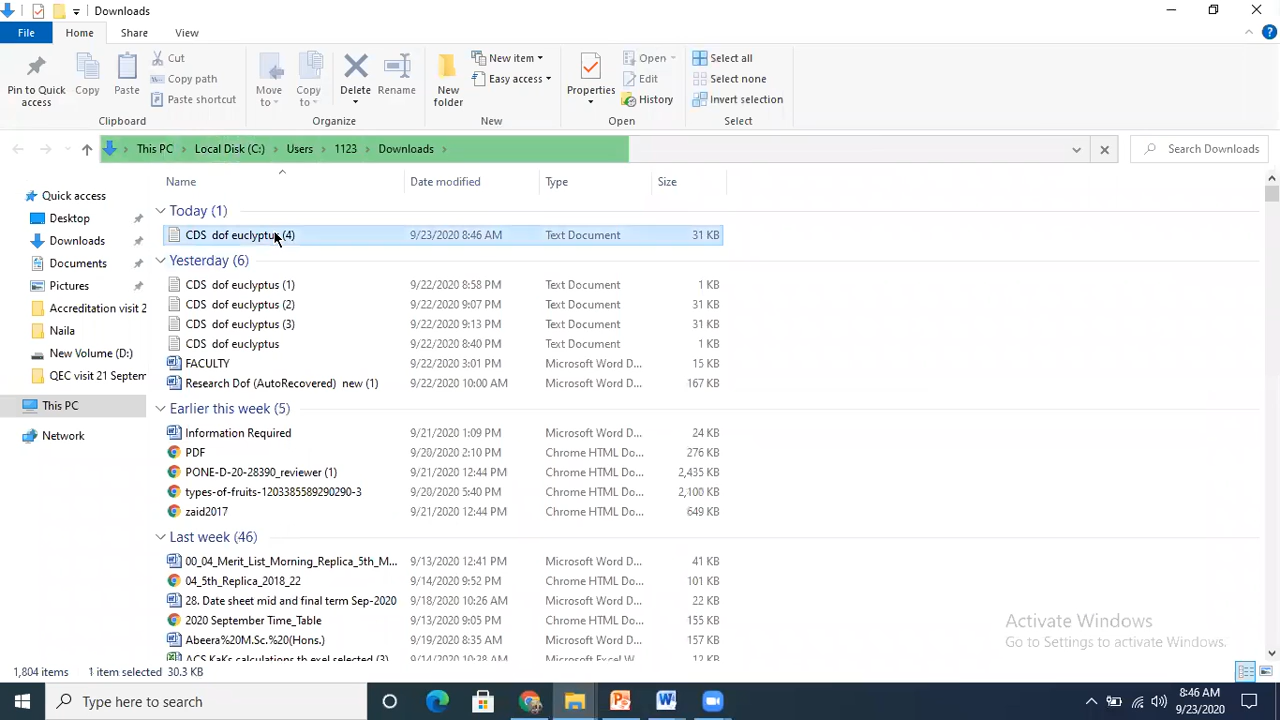 Downloads
File Home Share View
Pin to Quick access
Copy
Paste
Cut
Copy path
Paste shortcut
Clipboard
Move to
Copy to
Delete
Rename
Organize
New folder
New item
Easy access
New
Properties
Open
Edit
History
Open
Select all
Select none
Invert selection
Select
This PC > Local Disk (C:) > Users > 1123 > Downloads >
Search Downloads
Quick access
Desktop
Downloads
Documents
Pictures
Accreditation visit 2
Naila
New Volume (D:)
QEC visit 21 Septem
This PC
Network
Name Date modified Type Size
Today (1)
CDS dof euclyptus (4) 9/23/2020 8:46 AM Text Document 31 KB
Yesterday (6)
CDS dof euclyptus (1) 9/22/2020 8:58 PM Text Document 1 KB
CDS dof euclyptus (2) 9/22/2020 9:07 PM Text Document 31 KB
CDS dof euclyptus (3) 9/22/2020 9:13 PM Text Document 31 KB
CDS dof euclyptus 9/22/2020 8:40 PM Text Document 1 KB
FACULTY 9/22/2020 3:01 PM Microsoft Word D... 15 KB
Research Dof (AutoRecovered) new (1) 9/22/2020 10:00 AM Microsoft Word D... 167 KB
Earlier this week (5)
Information Required 9/21/2020 1:09 PM Microsoft Word D... 24 KB
PDF 9/20/2020 2:10 PM Chrome HTML Do... 276 KB
PONE-D-20-28390_reviewer (1) 9/21/2020 12:44 PM Chrome HTML Do... 2,435 KB
types-of-fruits-1203385589290290-3 9/20/2020 5:40 PM Chrome HTML Do... 2,100 KB
zaid2017 9/21/2020 12:44 PM Chrome HTML Do... 649 KB
Last week (46)
00_04_Merit_List_Morning_Replica_5th_M... 9/13/2020 12:41 PM Microsoft Word D... 41 KB
04_5th_Replica_2018_22 9/14/2020 9:52 PM Chrome HTML Do... 101 KB
28. Date sheet mid and final term Sep-2020 9/18/2020 10:26 AM Microsoft Word D... 22 KB
2020 September Time_Table 9/13/2020 9:05 PM Chrome HTML Do... 155 KB
Abeera%20M.Sc.%20(Hons.) 9/19/2020 8:35 AM Microsoft Word D... 157 KB
ACS KaKs calculations th exel selected (3) 9/14/2020 10:28 AM Microsoft Excel W... 12 KB
Activate Windows
Go to Settings to activate Windows.
1,804 items 1 item selected 30.3 KB
Type here to search
8:46 AM
9/23/2020